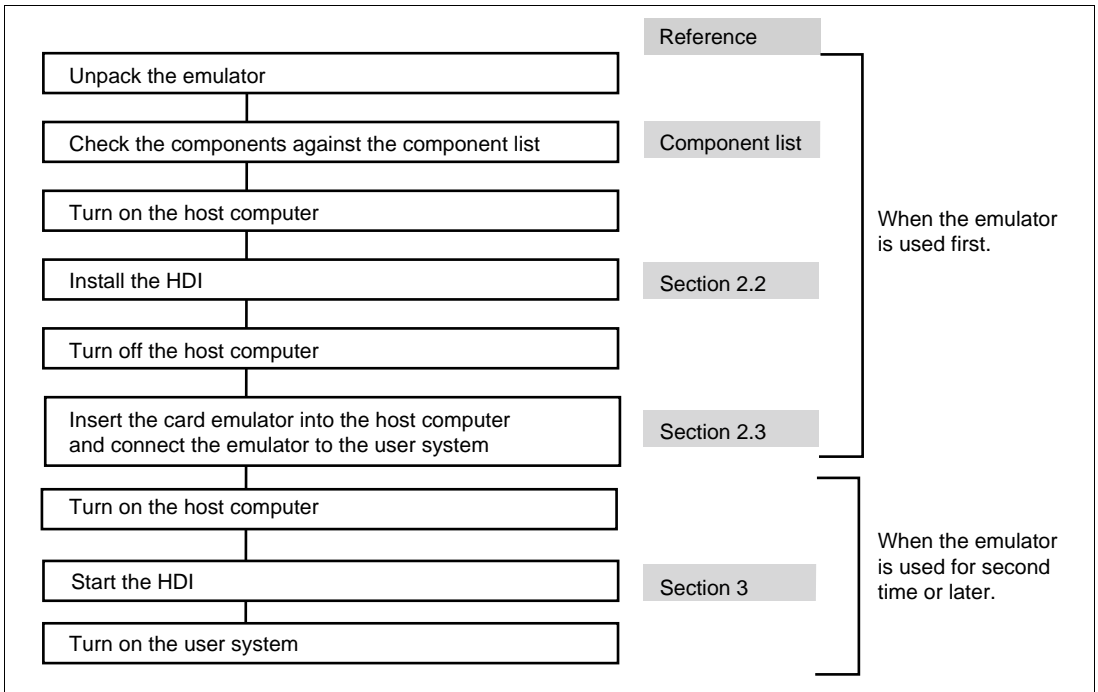 Reference
Unpack the emulator
Check the components against the component list
Component list
Turn on the host computer
When the emulator
is used first.
Install the HDI
Section 2.2
Turn off the host computer
Insert the card emulator into the host computer
and connect the emulator to the user system
Section 2.3
Turn on the host computer
When the emulator
is used for second
time or later.
Start the HDI
Section 3
Turn on the user system